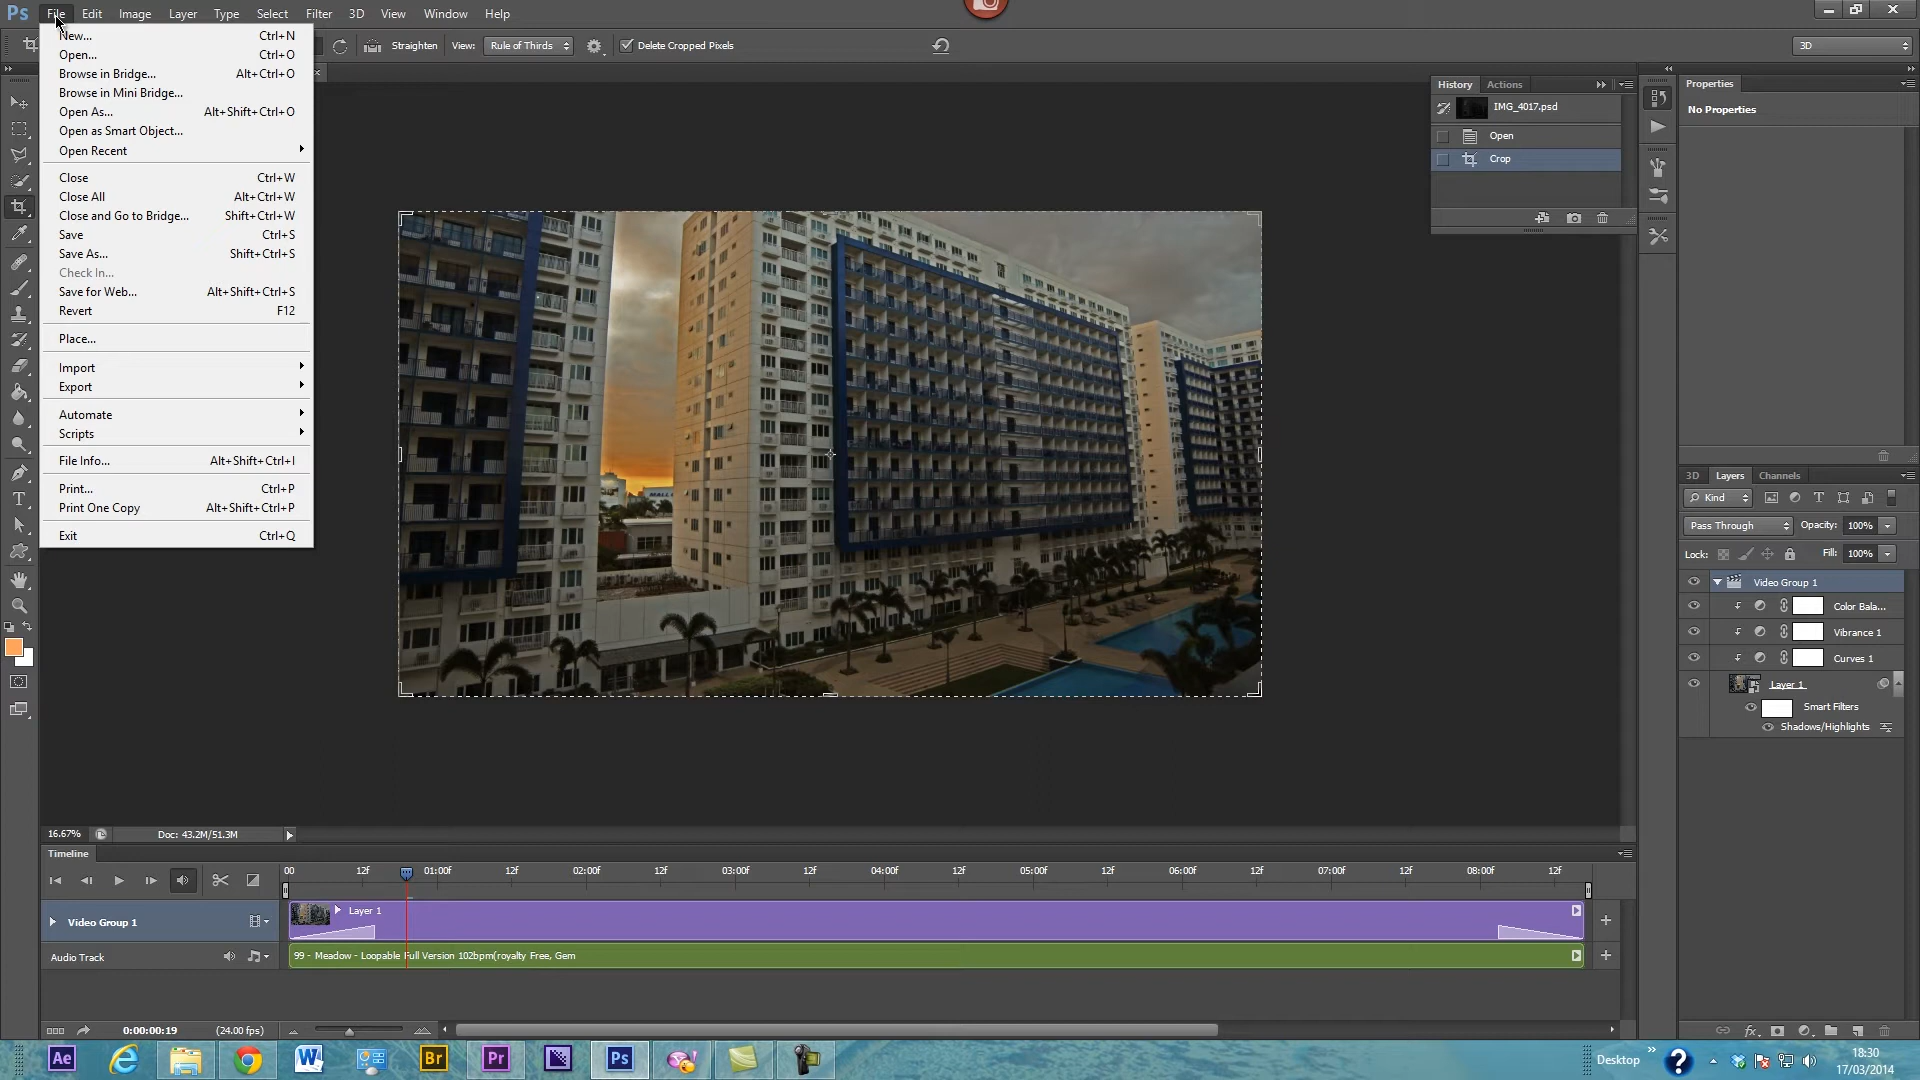 Ps File Edit Image Layer Type Select Filter 3D View Window Help
Straighten View: Rule of Thirds Delete Cropped Pixels 3D
New... Ctrl+N
Open... Ctrl+O
Browse in Bridge... Alt+Ctrl+O
Browse in Mini Bridge...
Open As... Alt+Shift+Ctrl+O
Open as Smart Object...
Open Recent
Close Ctrl+W
Close All Alt+Ctrl+W
Close and Go to Bridge... Shift+Ctrl+W
Save Ctrl+S
Save As... Shift+Ctrl+S
Check In...
Save for Web... Alt+Shift+Ctrl+S
Revert F12
Place...
Import
Export
Automate
Scripts
File Info... Alt+Shift+Ctrl+I
Print... Ctrl+P
Print One Copy Alt+Shift+Ctrl+P
Exit Ctrl+Q
History Actions
IMG_4017.psd
Open
Crop
Properties
No Properties
3D Layers Channels
Kind
Pass Through Opacity: 100%
Lock: Fill: 100%
Video Group 1
Color Bala...
Vibrance 1
Curves 1
Layer 1
Smart Filters
Shadows/Highlights
16.67% Doc: 43.2M/51.3M
Timeline
00 12f 01:00f 12f 02:00f 12f 03:00f 12f 04:00f 12f 05:00f 12f 06:00f 12f 07:00f 12f 08:00f 12f
Video Group 1 Layer 1
Audio Track 99 - Meadow - Loopable Full Version 102bpm(royalty Free, Gem
0:00:00:19 (24.00 fps)
Ae W Br Pr Ps Desktop 18:30
17/03/2014